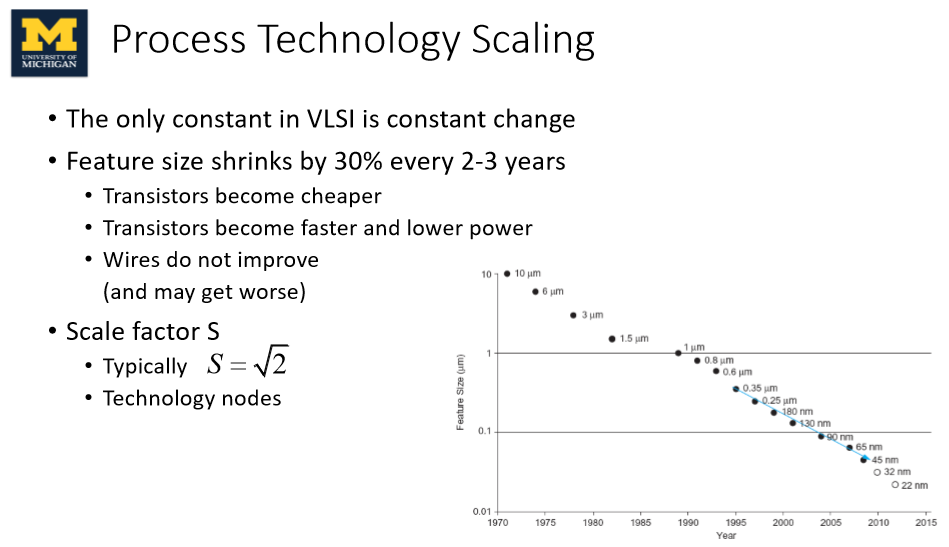 UNIVERSITY OF
MICHIGAN
Process Technology Scaling
• The only constant in VLSI is constant change
• Feature size shrinks by 30% every 2-3 years
• Transistors become cheaper
• Transistors become faster and lower power
• Wires do not improve
(and may get worse)
• Scale factor S
• Typically S = √2
• Technology nodes
Feature Size (μm)
10
1
0.1
0.01
10 μm
6 μm
3 μm
1.5 μm
1 μm
0.8 μm
0.6 μm
0.35 μm
0.25 μm
180 nm
130 nm
90 nm
65 nm
45 nm
32 nm
22 nm
1970 1975 1980 1985 1990 1995 2000 2005 2010 2015
Year